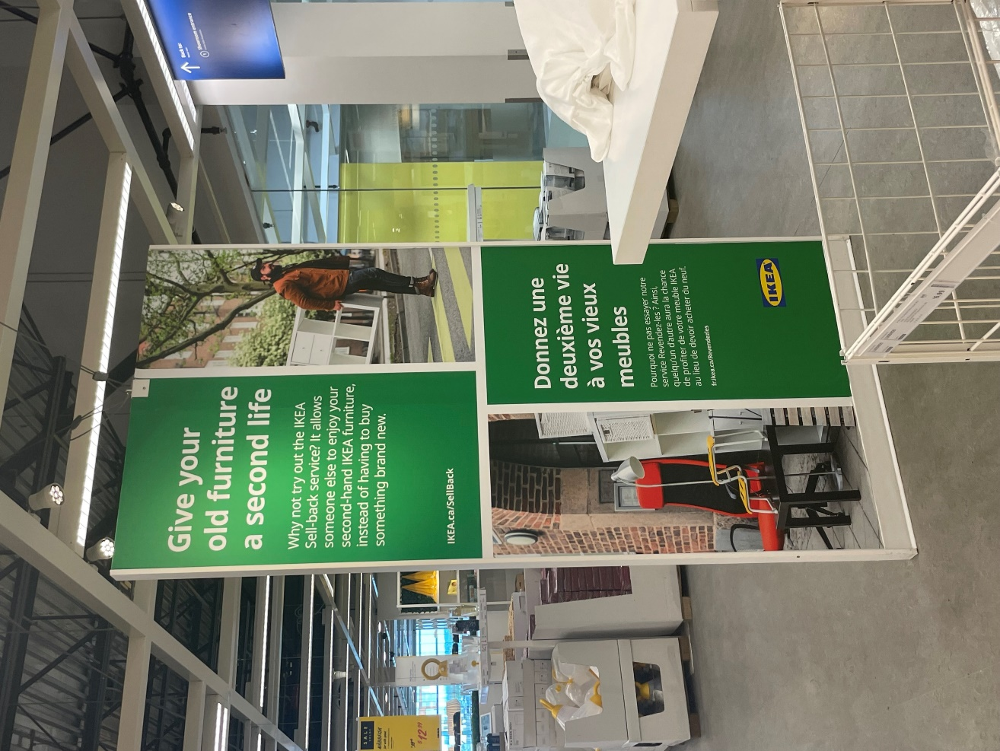 Give your
old furniture
a second life
Why not try out the IKEA
Sell-back service? It allows
someone else to enjoy your
second-hand IKEA furniture,
instead of having to buy
something brand new.
IKEA.ca/SellBack
Donnez une
deuxième vie
à vos vieux
meubles
Pourquoi ne pas essayer notre
service Revendez-les ? Ainsi,
quelqu'un d'autre aura la chance
de profiter de votre meuble IKEA
au lieu de devoir acheter du neuf.
fr.ikea.ca/Revendezles
IKEA
Back to:
Showroom entrance
SALE
12